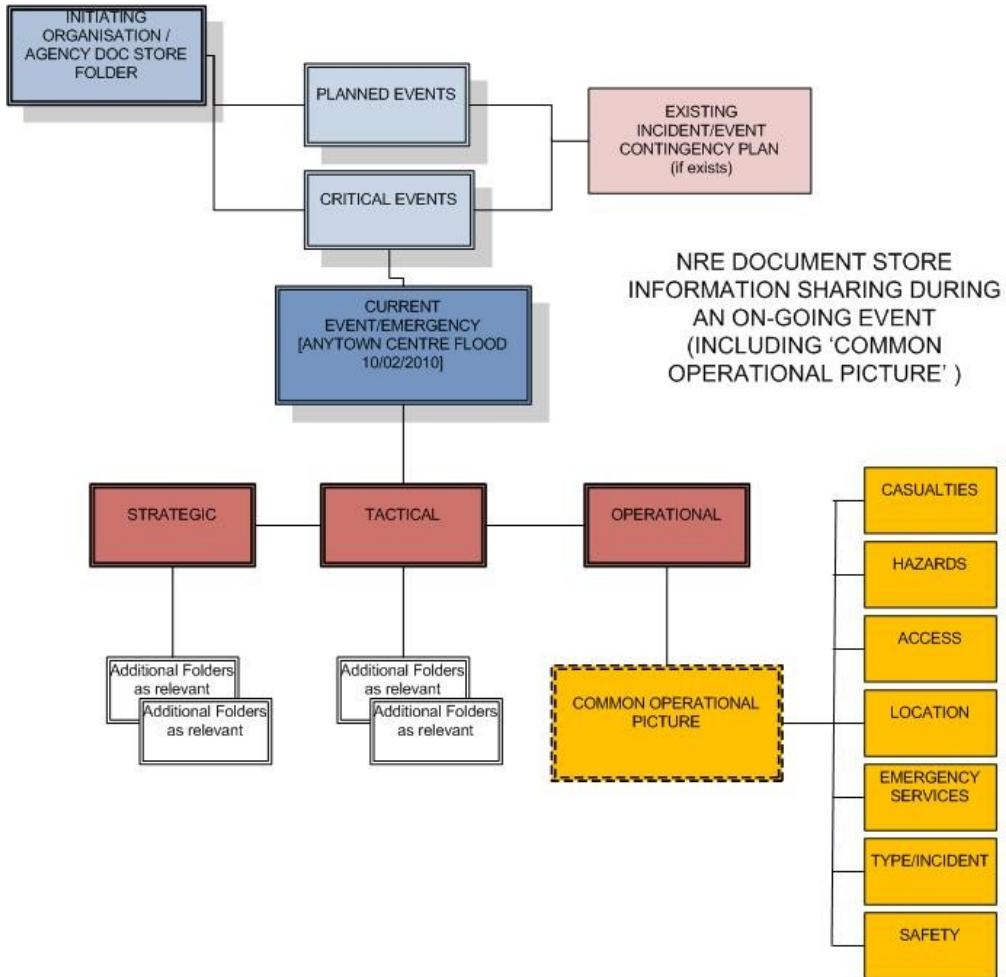 INITIATING
ORGANISATION /
AGENCY DOC STORE
FOLDER
PLANNED EVENTS
EXISTING
INCIDENT/EVENT
CONTINGENCY PLAN
(if exists)
CRITICAL EVENTS
NRE DOCUMENT STORE
INFORMATION SHARING DURING
AN ON-GOING EVENT
(INCLUDING ‘COMMON
OPERATIONAL PICTURE’ )
CURRENT
EVENT/EMERGENCY
[ANYTOWN CENTRE FLOOD
10/02/2010]
STRATEGIC
TACTICAL
OPERATIONAL
Additional Folders
as relevant
Additional Folders
as relevant
Additional Folders
as relevant
Additional Folders
as relevant
COMMON OPERATIONAL
PICTURE
CASUALTIES
HAZARDS
ACCESS
LOCATION
EMERGENCY
SERVICES
TYPE/INCIDENT
SAFETY